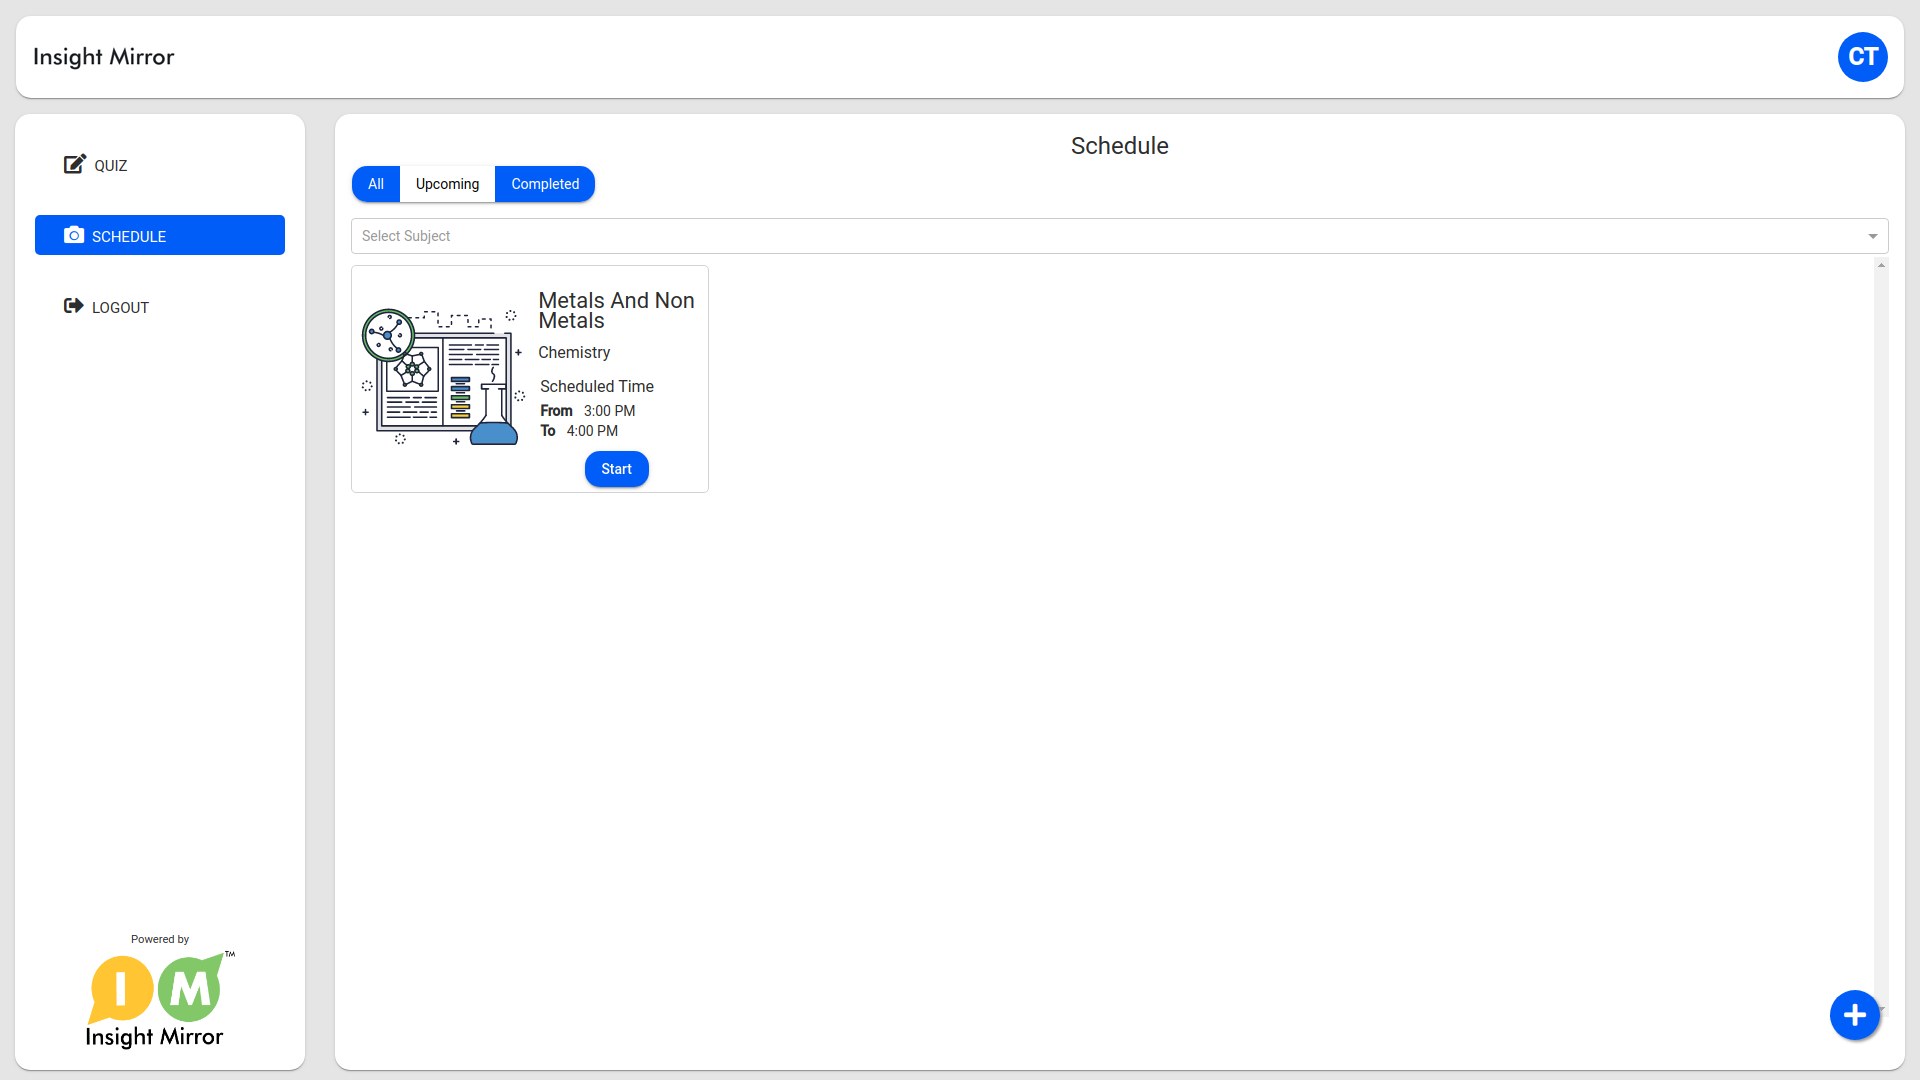 Insight Mirror
CT
QUIZ
SCHEDULE
LOGOUT
Schedule
All Upcoming Completed
Select Subject
Metals And Non
Metals
Chemistry
Scheduled Time
From 3:00 PM
To 4:00 PM
Start
Powered by
I M ™
Insight Mirror